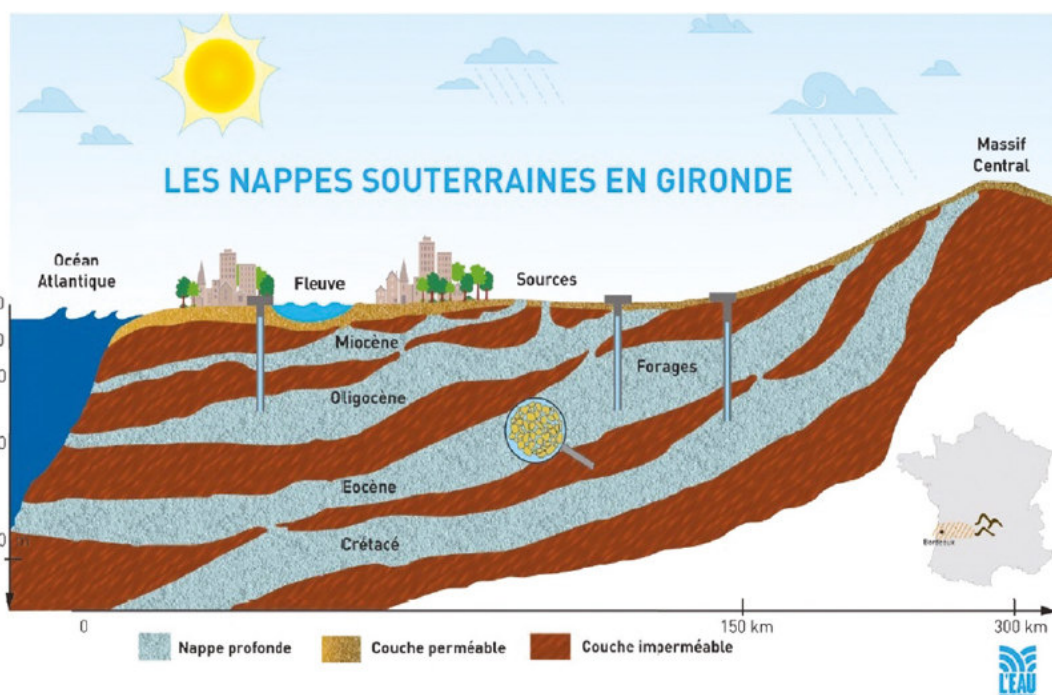 LES NAPPES SOUTERRAINES EN GIRONDE
Massif
Central
Océan
Atlantique
Fleuve
Sources
Miocène
Forages
Oligocène
Eocène
Crétacé
Bordeaux
0
150 km
300 km
Nappe profonde
Couche perméable
Couche imperméable
L'EAU